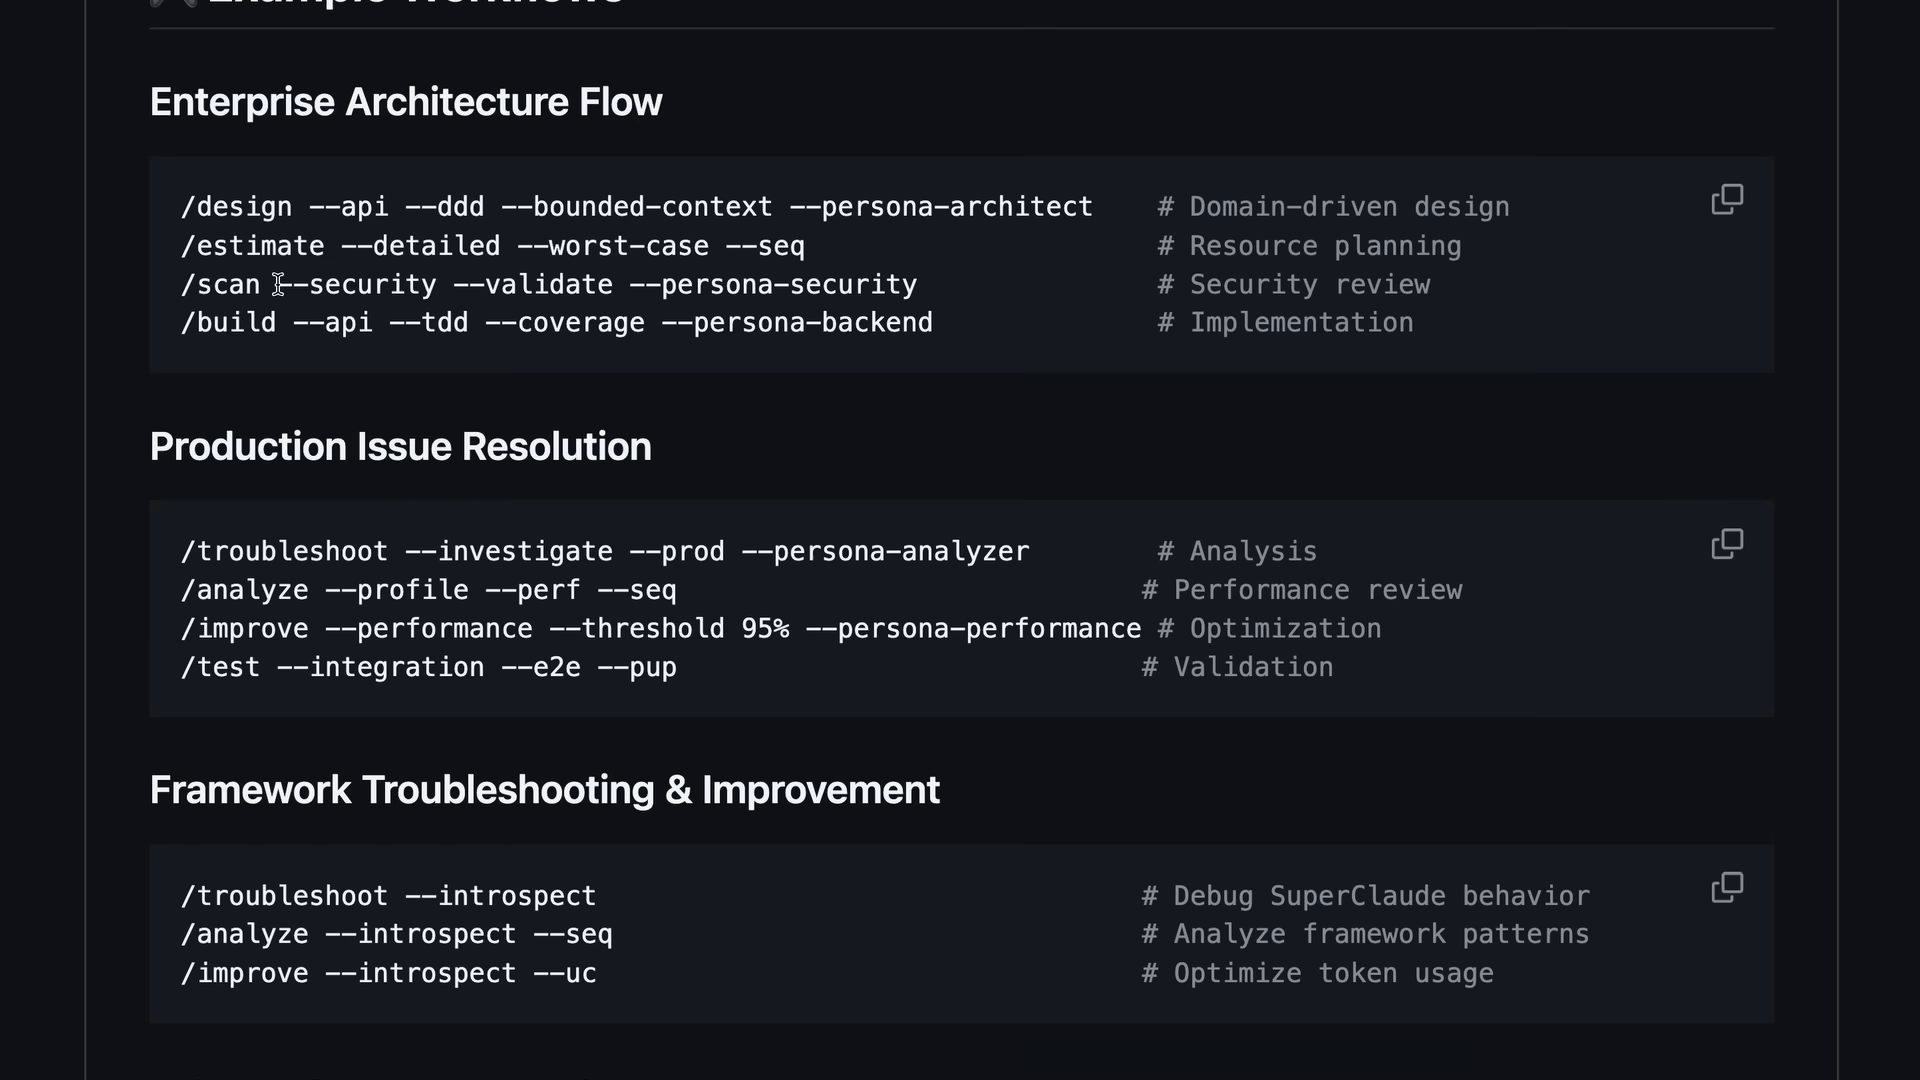 Example Workflows
Enterprise Architecture Flow
/design --api --ddd --bounded-context --persona-architect    # Domain-driven design
/estimate --detailed --worst-case --seq                      # Resource planning
/scan --security --validate --persona-security               # Security review
/build --api --tdd --coverage --persona-backend              # Implementation
Production Issue Resolution
/troubleshoot --investigate --prod --persona-analyzer        # Analysis
/analyze --profile --perf --seq                             # Performance review
/improve --performance --threshold 95% --persona-performance # Optimization
/test --integration --e2e --pup                             # Validation
Framework Troubleshooting & Improvement
/troubleshoot --introspect                                  # Debug SuperClaude behavior
/analyze --introspect --seq                                 # Analyze framework patterns
/improve --introspect --uc                                  # Optimize token usage